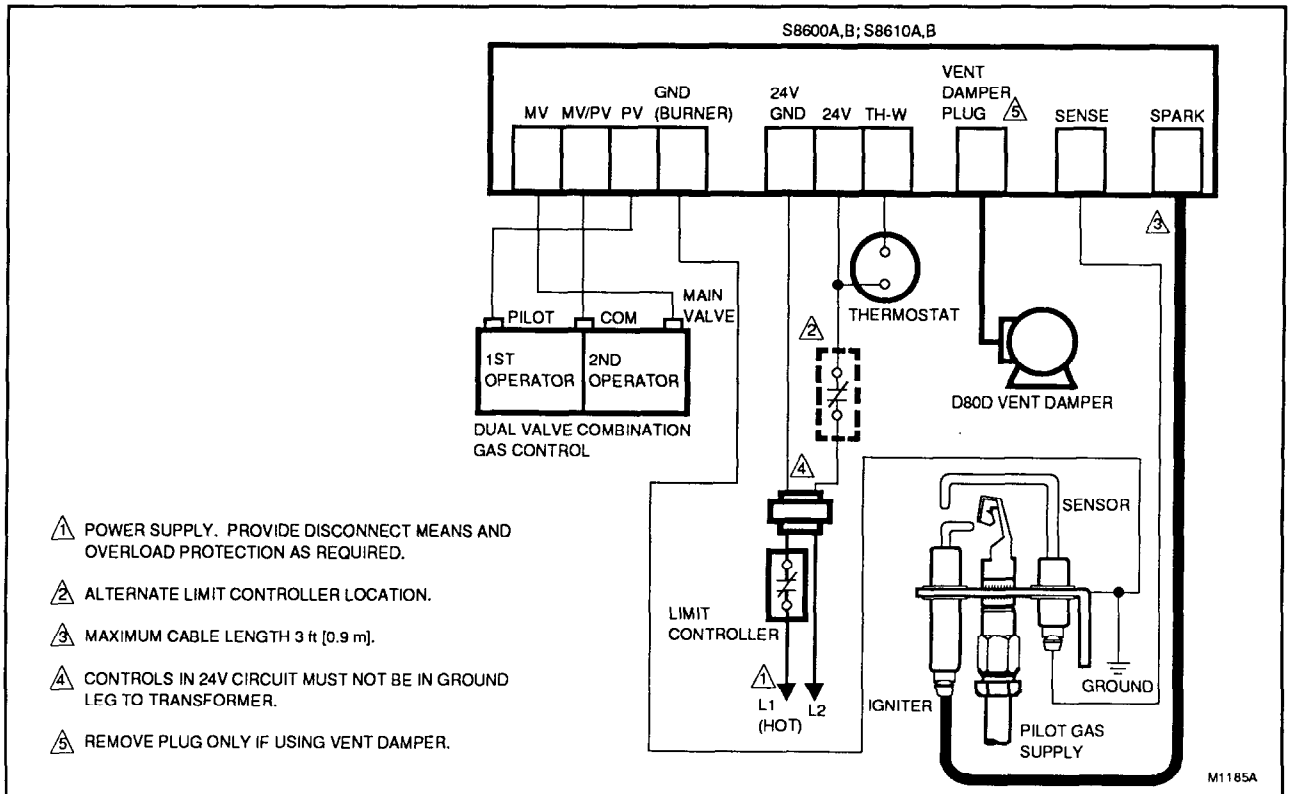 S8600A,B; S8610A,B
MV
MV/PV
PV
GND
(BURNER)
24V
GND
24V
TH-W
VENT
DAMPER
PLUG
5
SENSE
SPARK
3
PILOT
COM
MAIN
VALVE
1ST
OPERATOR
2ND
OPERATOR
DUAL VALVE COMBINATION
GAS CONTROL
THERMOSTAT
2
D80D VENT DAMPER
4
LIMIT
CONTROLLER
1
L1
(HOT)
L2
SENSOR
IGNITER
GROUND
PILOT GAS
SUPPLY
1 POWER SUPPLY. PROVIDE DISCONNECT MEANS AND
OVERLOAD PROTECTION AS REQUIRED.
2 ALTERNATE LIMIT CONTROLLER LOCATION.
3 MAXIMUM CABLE LENGTH 3 ft [0.9 m].
4 CONTROLS IN 24V CIRCUIT MUST NOT BE IN GROUND
LEG TO TRANSFORMER.
5 REMOVE PLUG ONLY IF USING VENT DAMPER.
M1185A